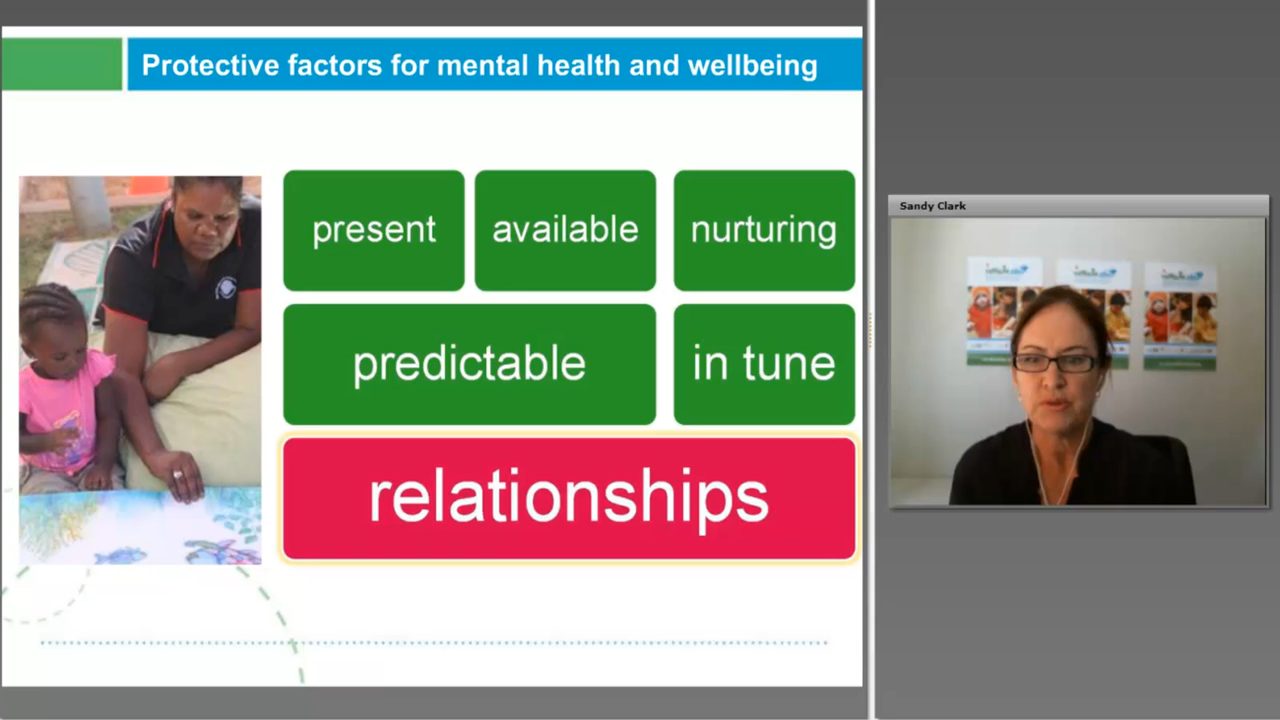 Protective factors for mental health and wellbeing
present
available
nurturing
predictable
in tune
relationships
Sandy Clark